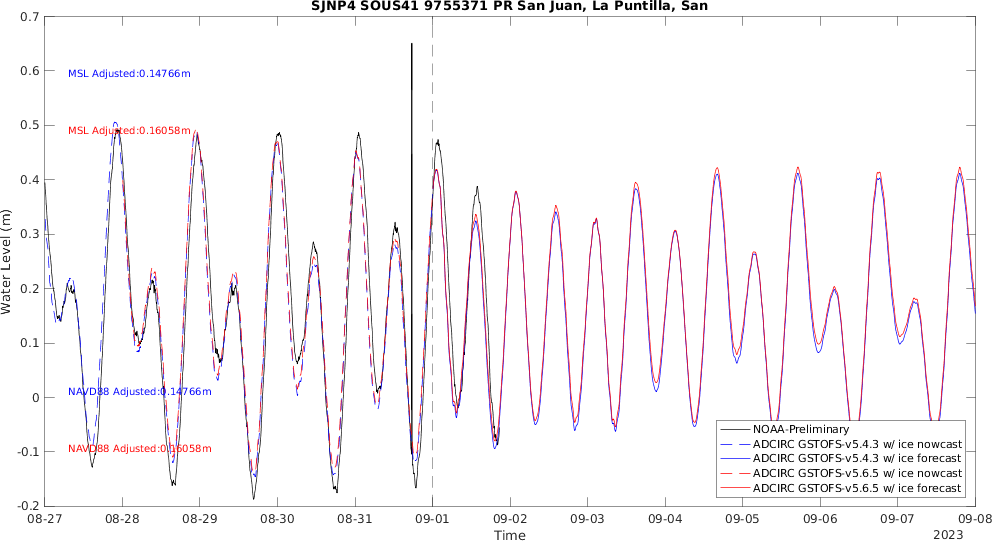 SJNP4 SOUS41 9755371 PR San Juan, La Puntilla, San
0.7
0.6
0.5
0.4
0.3
0.2
0.1
0
-0.1
-0.2
Water Level (m)
MSL Adjusted:0.14766m
MSL Adjusted:0.16058m
NAVD88 Adjusted:0.14766m
NAVD88 Adjusted:0.16058m
NOAA-Preliminary
ADCIRC GSTOFS-v5.4.3 w/ ice nowcast
ADCIRC GSTOFS-v5.4.3 w/ ice forecast
ADCIRC GSTOFS-v5.6.5 w/ ice nowcast
ADCIRC GSTOFS-v5.6.5 w/ ice forecast
08-27 08-28 08-29 08-30 08-31 09-01 09-02 09-03 09-04 09-05 09-06 09-07 09-08
Time
2023